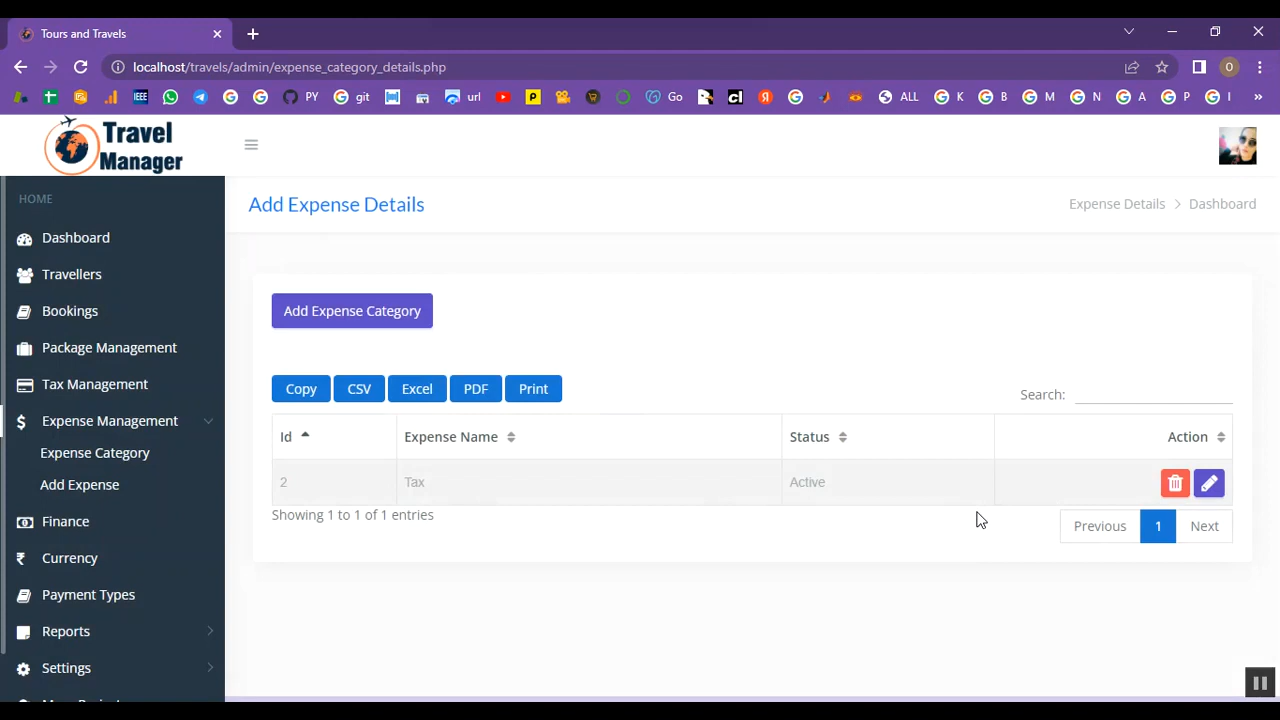 Tours and Travels
localhost/travels/admin/expense_category_details.php
O
IEEE PY git url Go ALL K B M N A P I
Travel
Manager
HOME
Add Expense Details
Expense Details > Dashboard
Dashboard
Travellers
Bookings
Add Expense Category
Package Management
Tax Management
Copy CSV Excel PDF Print
Search:
Expense Management
Id Expense Name Status Action
Expense Category
2 Tax Active
Add Expense
Showing 1 to 1 of 1 entries
Previous 1 Next
Finance
Currency
Payment Types
Reports
Settings